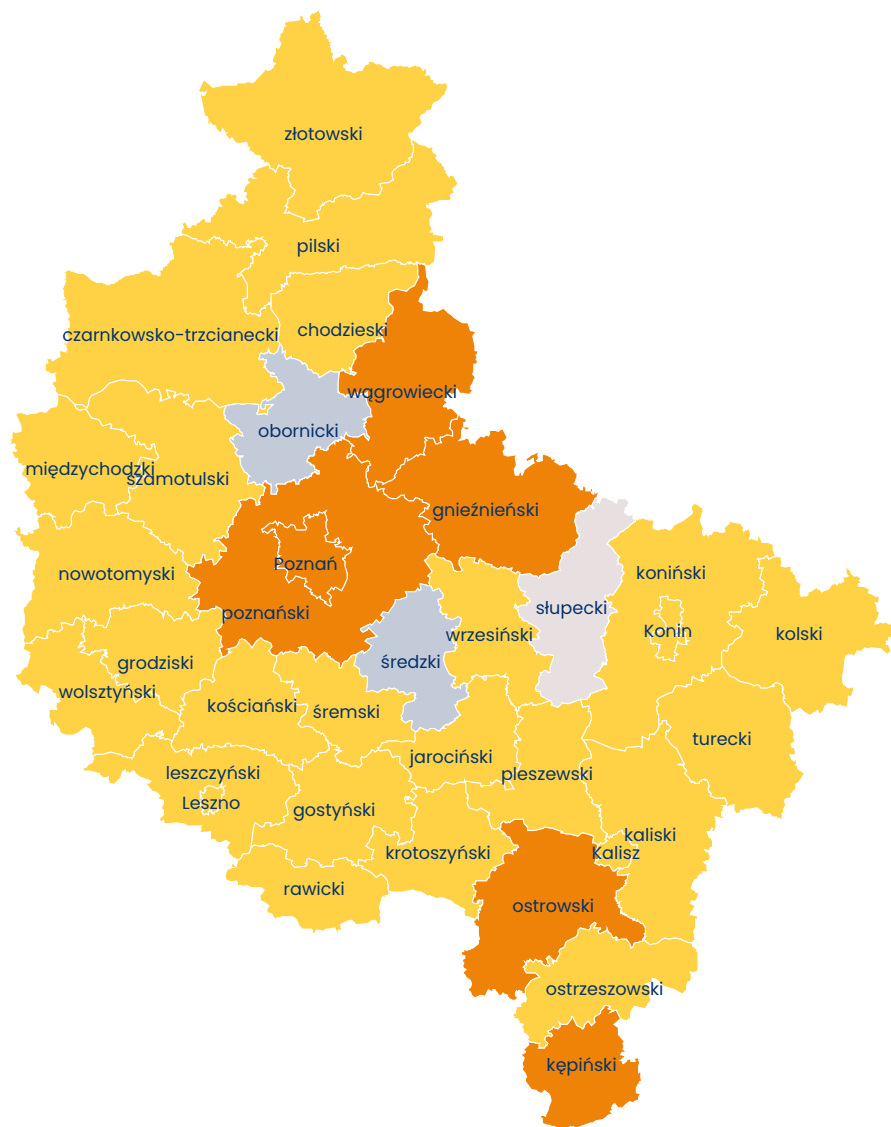 złotowski
pilski
chodzieski
czarnkowsko-trzcianecki
wągrowiecki
obornicki
międzychodzki
szamotulski
gnieźnieński
Poznań
nowotomyski
koniński
poznański
słupecki
Konin
kolski
wrzesiński
grodziski
średzki
wolsztyński
kościański
śremski
turecki
jarociński
leszczyński
pleszewski
Leszno
gostyński
kaliski
krotoszyński
Kalisz
rawicki
ostrowski
ostrzeszowski
kępiński